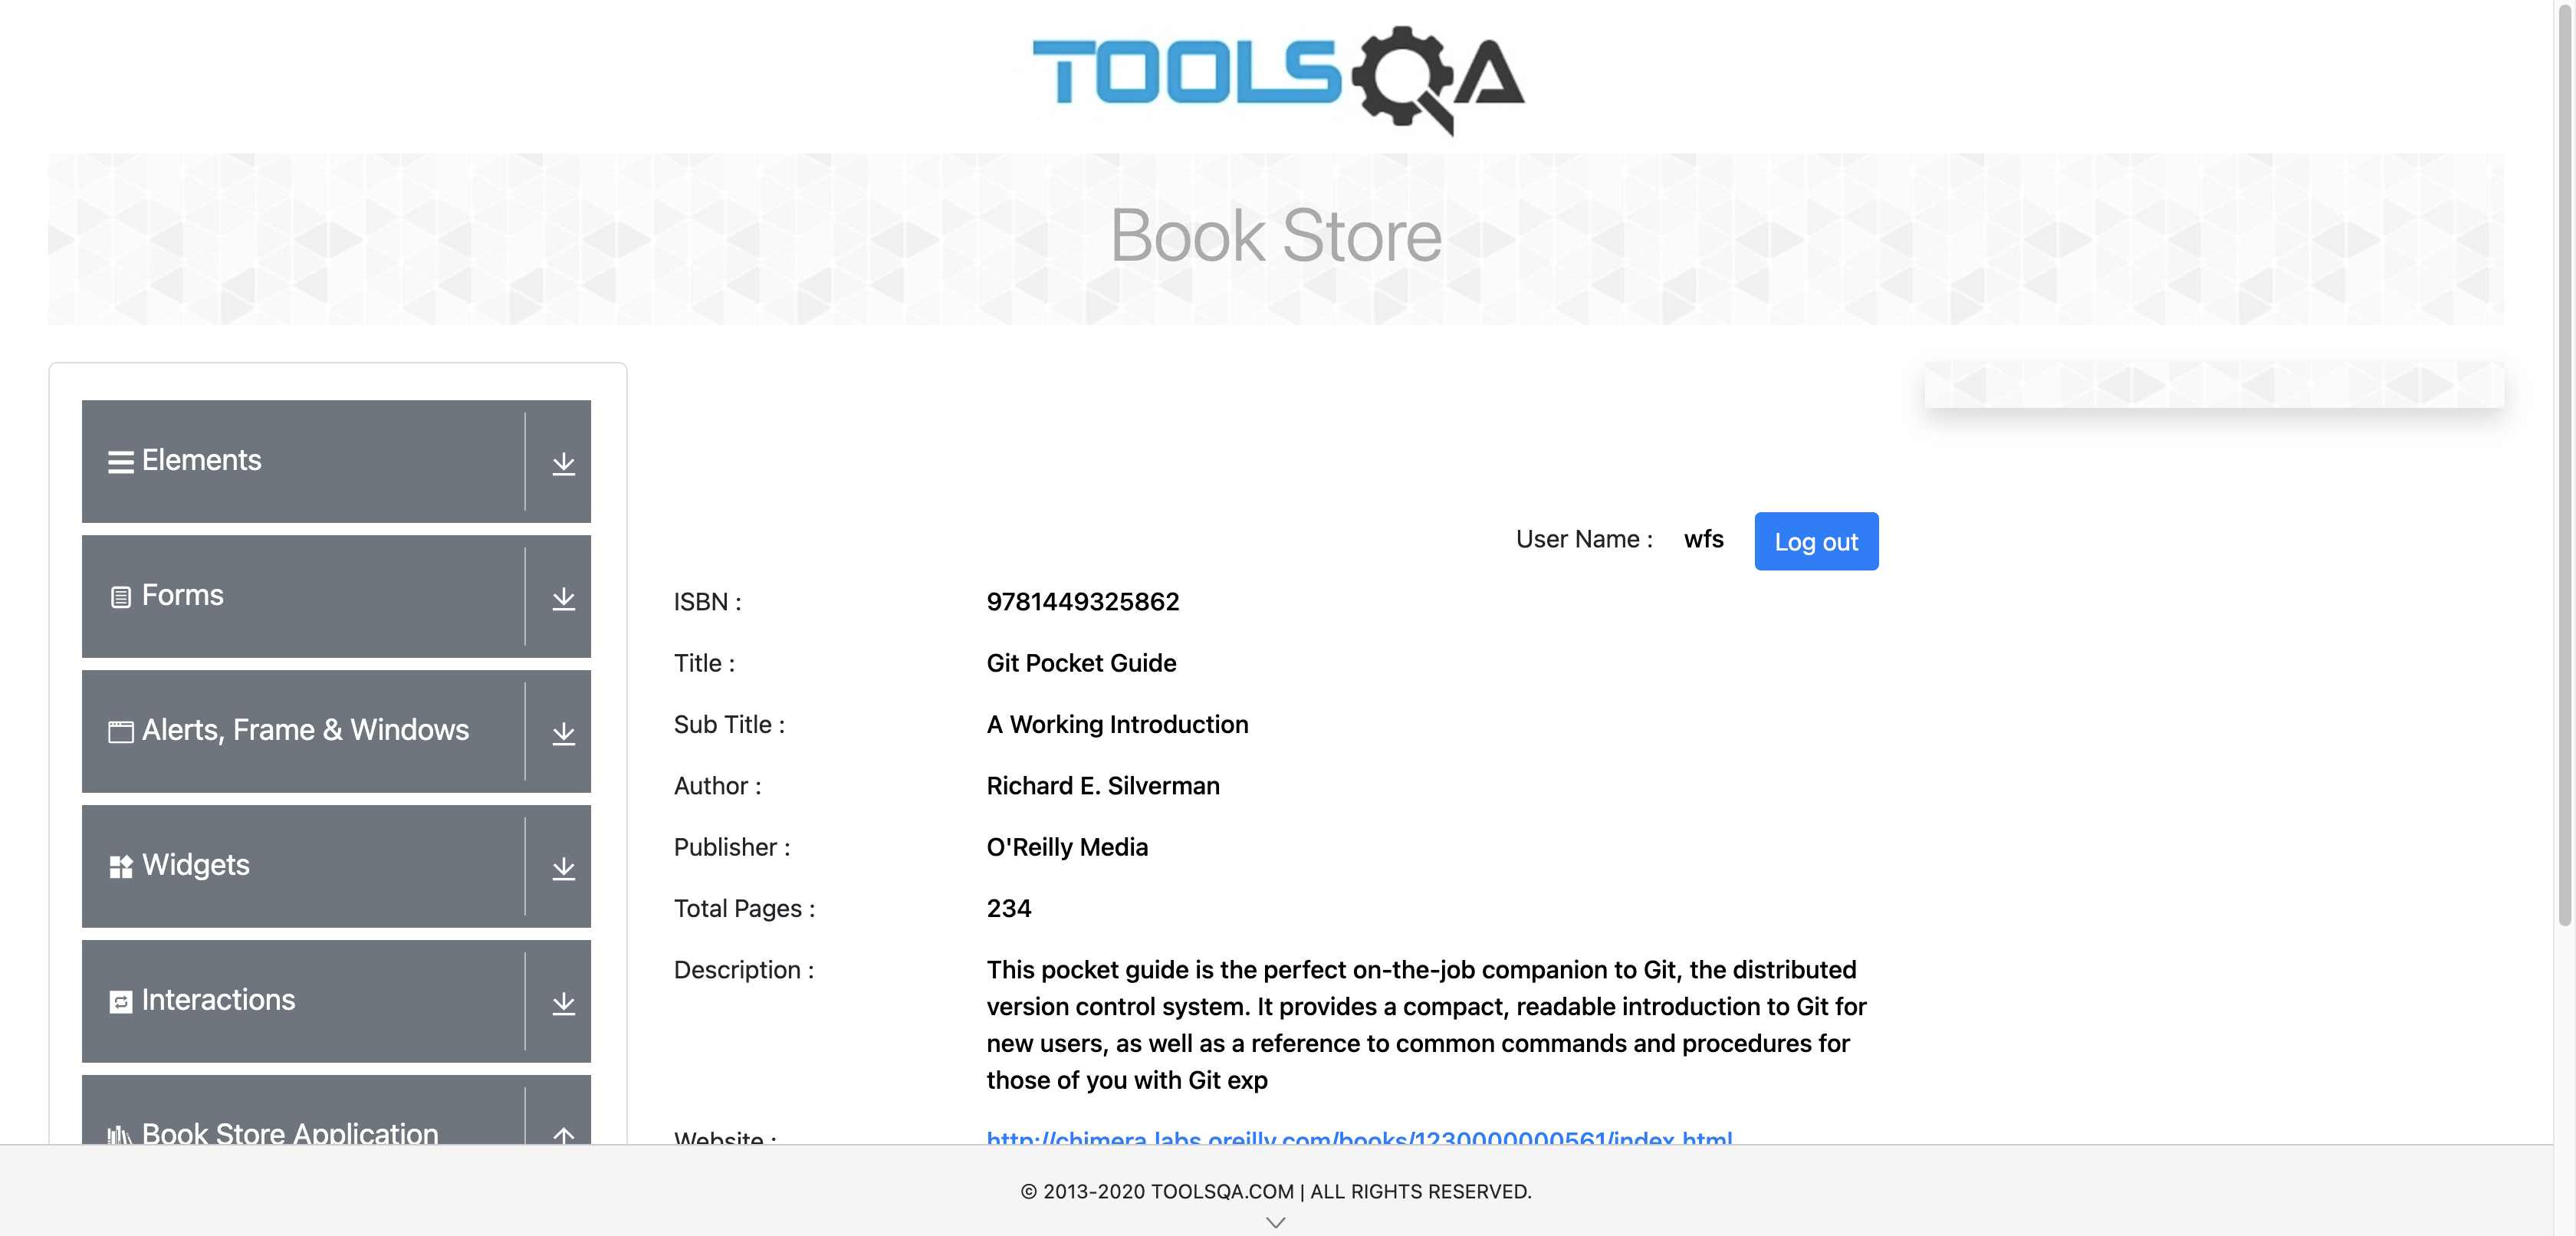 TOOLSQA
Book Store
Elements
Forms
Alerts, Frame & Windows
Widgets
Interactions
Book Store Application
User Name : wfs Log out
ISBN : 9781449325862
Title : Git Pocket Guide
Sub Title : A Working Introduction
Author : Richard E. Silverman
Publisher : O'Reilly Media
Total Pages : 234
Description : This pocket guide is the perfect on-the-job companion to Git, the distributed
version control system. It provides a compact, readable introduction to Git for
new users, as well as a reference to common commands and procedures for
those of you with Git exp
Website : http://chimera.labs.oreilly.com/books/1230000000561/index.html
© 2013-2020 TOOLSQA.COM | ALL RIGHTS RESERVED.